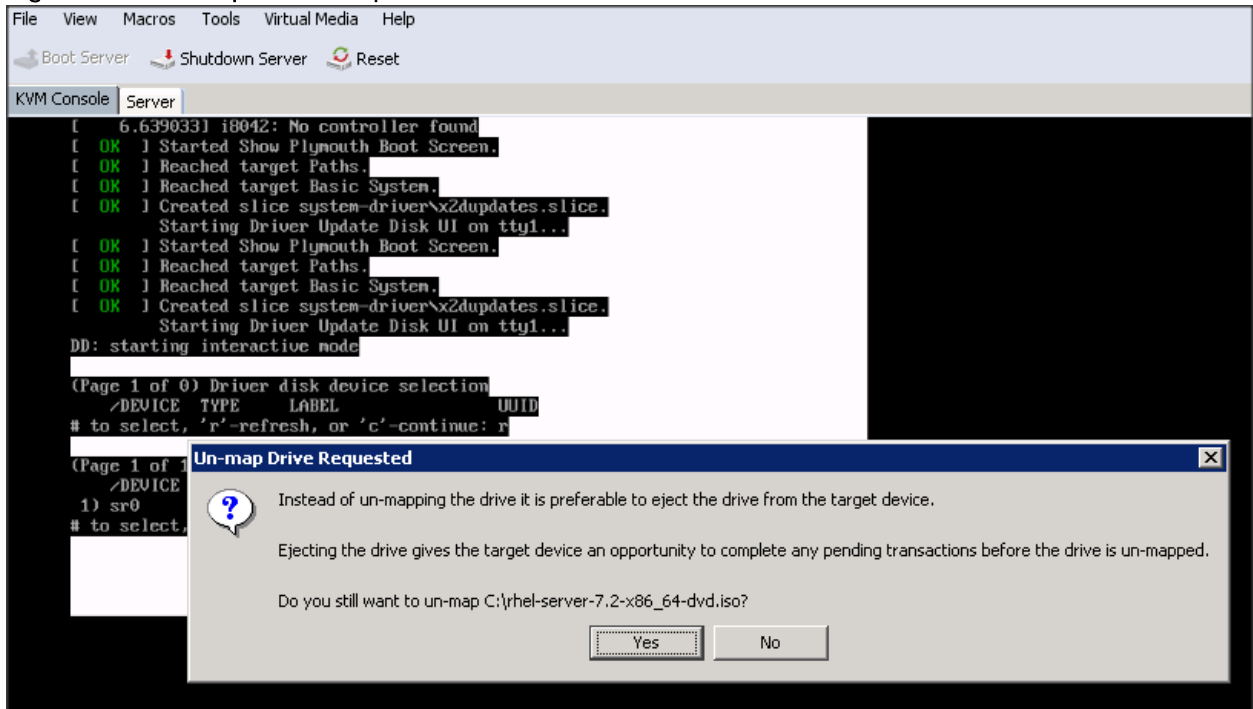 File View Macros Tools Virtual Media Help
Boot Server Shutdown Server Reset
KVM Console Server
[ 6.639033] i8042: No controller found
[ OK ] Started Show Plymouth Boot Screen.
[ OK ] Reached target Paths.
[ OK ] Reached target Basic System.
[ OK ] Created slice system-driver\x2dupdates.slice.
Starting Driver Update Disk UI on tty1...
[ OK ] Started Show Plymouth Boot Screen.
[ OK ] Reached target Paths.
[ OK ] Reached target Basic System.
[ OK ] Created slice system-driver\x2dupdates.slice.
Starting Driver Update Disk UI on tty1...
DD: starting interactive mode
(Page 1 of 0) Driver disk device selection
/DEVICE TYPE LABEL UUID
# to select, 'r'-refresh, or 'c'-continue: r
(Page 1 of 1
/DEVICE
1) sr0
# to select,
Un-map Drive Requested
Instead of un-mapping the drive it is preferable to eject the drive from the target device.
Ejecting the drive gives the target device an opportunity to complete any pending transactions before the drive is un-mapped.
Do you still want to un-map C:\rhel-server-7.2-x86_64-dvd.iso?
Yes No